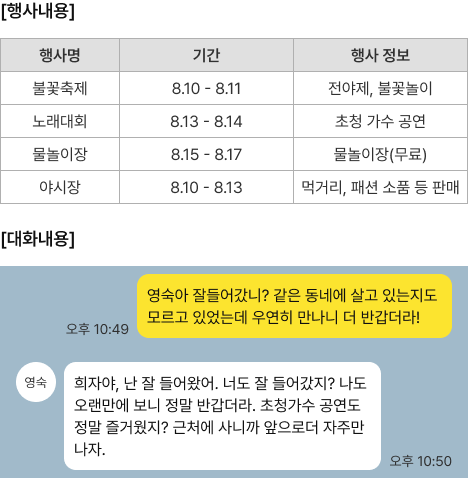 [행사내용]
행사명 기간 행사 정보
불꽃축제 8.10 - 8.11 전야제, 불꽃놀이
노래대회 8.13 - 8.14 초청 가수 공연
물놀이장 8.15 - 8.17 물놀이장(무료)
야시장 8.10 - 8.13 먹거리, 패션 소품 등 판매
[대화내용]
영숙아 잘들어갔니? 같은 동네에 살고 있는지도
모르고 있었는데 우연히 만나니 더 반갑더라!
오후 10:49
영숙
희자야, 난 잘 들어왔어. 너도 잘 들어갔지? 나도
오랜만에 보니 정말 반갑더라. 초청가수 공연도
정말 즐거웠지? 근처에 사니까 앞으로더 자주만
나자.
오후 10:50